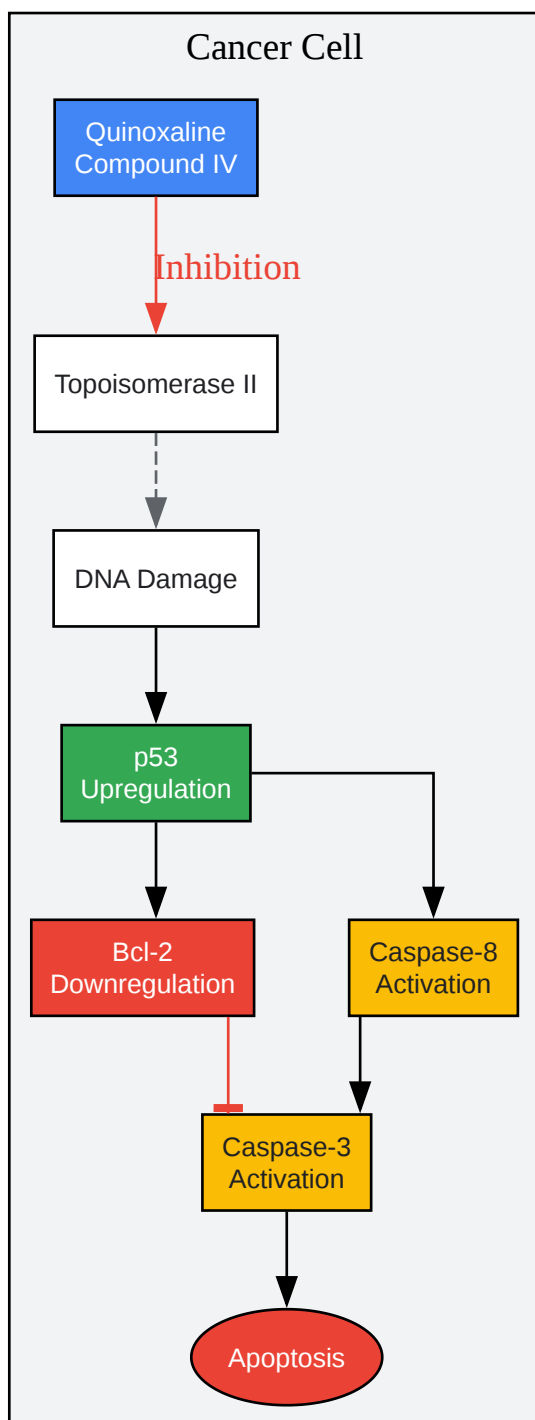 Cancer Cell
Quinoxaline
Compound IV
Inhibition
Topoisomerase II
DNA Damage
p53
Upregulation
Bcl-2
Downregulation
Caspase-8
Activation
Caspase-3
Activation
Apoptosis